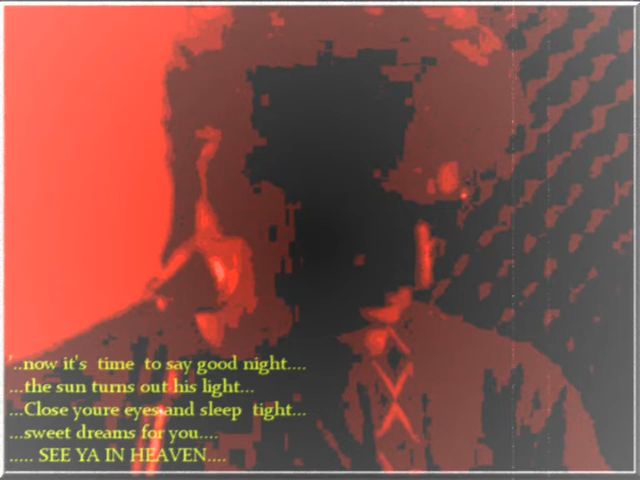 '..now it's time to say good night....
...the sun turns out his light...
...Close youre eyes and sleep tight...
...sweet dreams for you....
..... SEE YA IN HEAVEN....